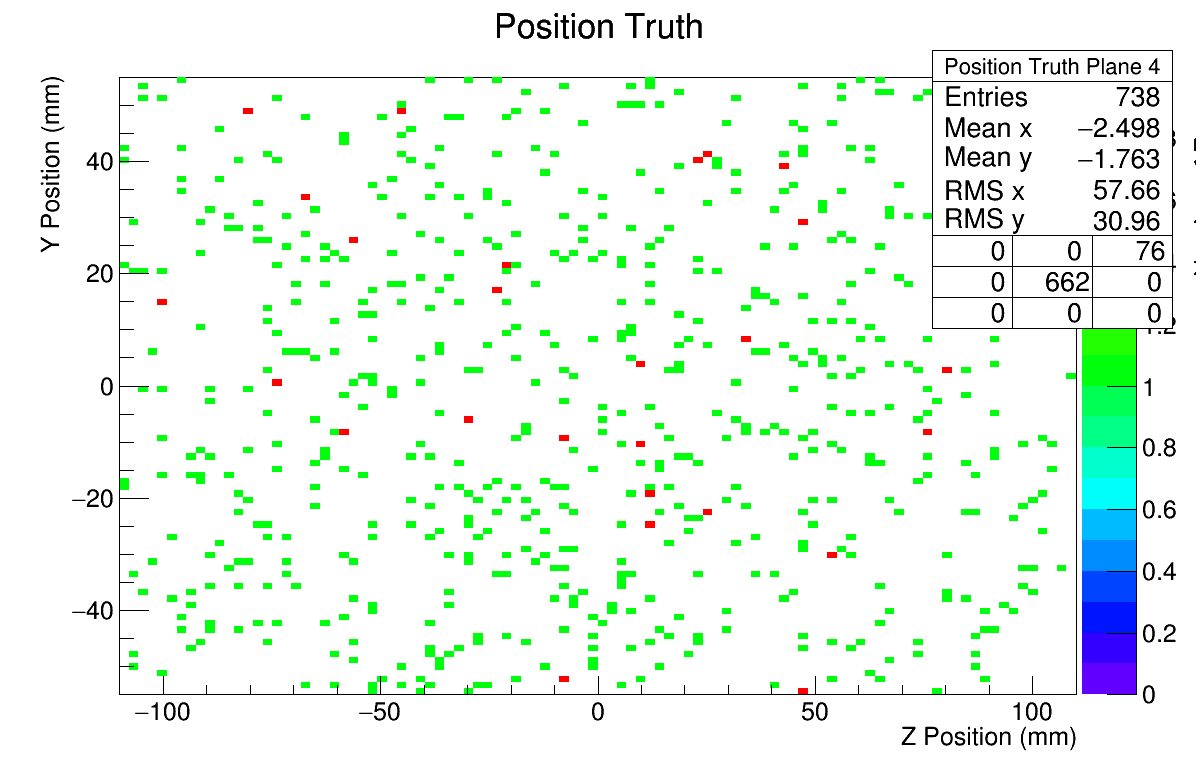 Position Truth
Y Position (mm)
40
20
0
−20
−40
−100
−50
0
50
100
Z Position (mm)
Position Truth Plane 4
Entries 738
Mean x −2.498
Mean y −1.763
RMS x 57.66
RMS y 30.96
0 0 76
0 662 0
0 0 0
1.2
1
0.8
0.6
0.4
0.2
0